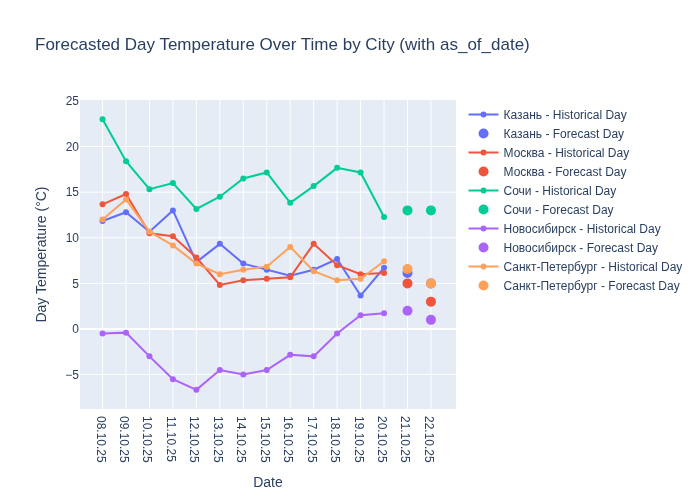 Forecasted Day Temperature Over Time by City (with as_of_date)
Day Temperature (°C)
25
20
15
10
5
0
−5
08.10.25
09.10.25
10.10.25
11.10.25
12.10.25
13.10.25
14.10.25
15.10.25
16.10.25
17.10.25
18.10.25
19.10.25
20.10.25
21.10.25
22.10.25
Date
Казань - Historical Day
Казань - Forecast Day
Москва - Historical Day
Москва - Forecast Day
Сочи - Historical Day
Сочи - Forecast Day
Новосибирск - Historical Day
Новосибирск - Forecast Day
Санкт-Петербург - Historical Day
Санкт-Петербург - Forecast Day